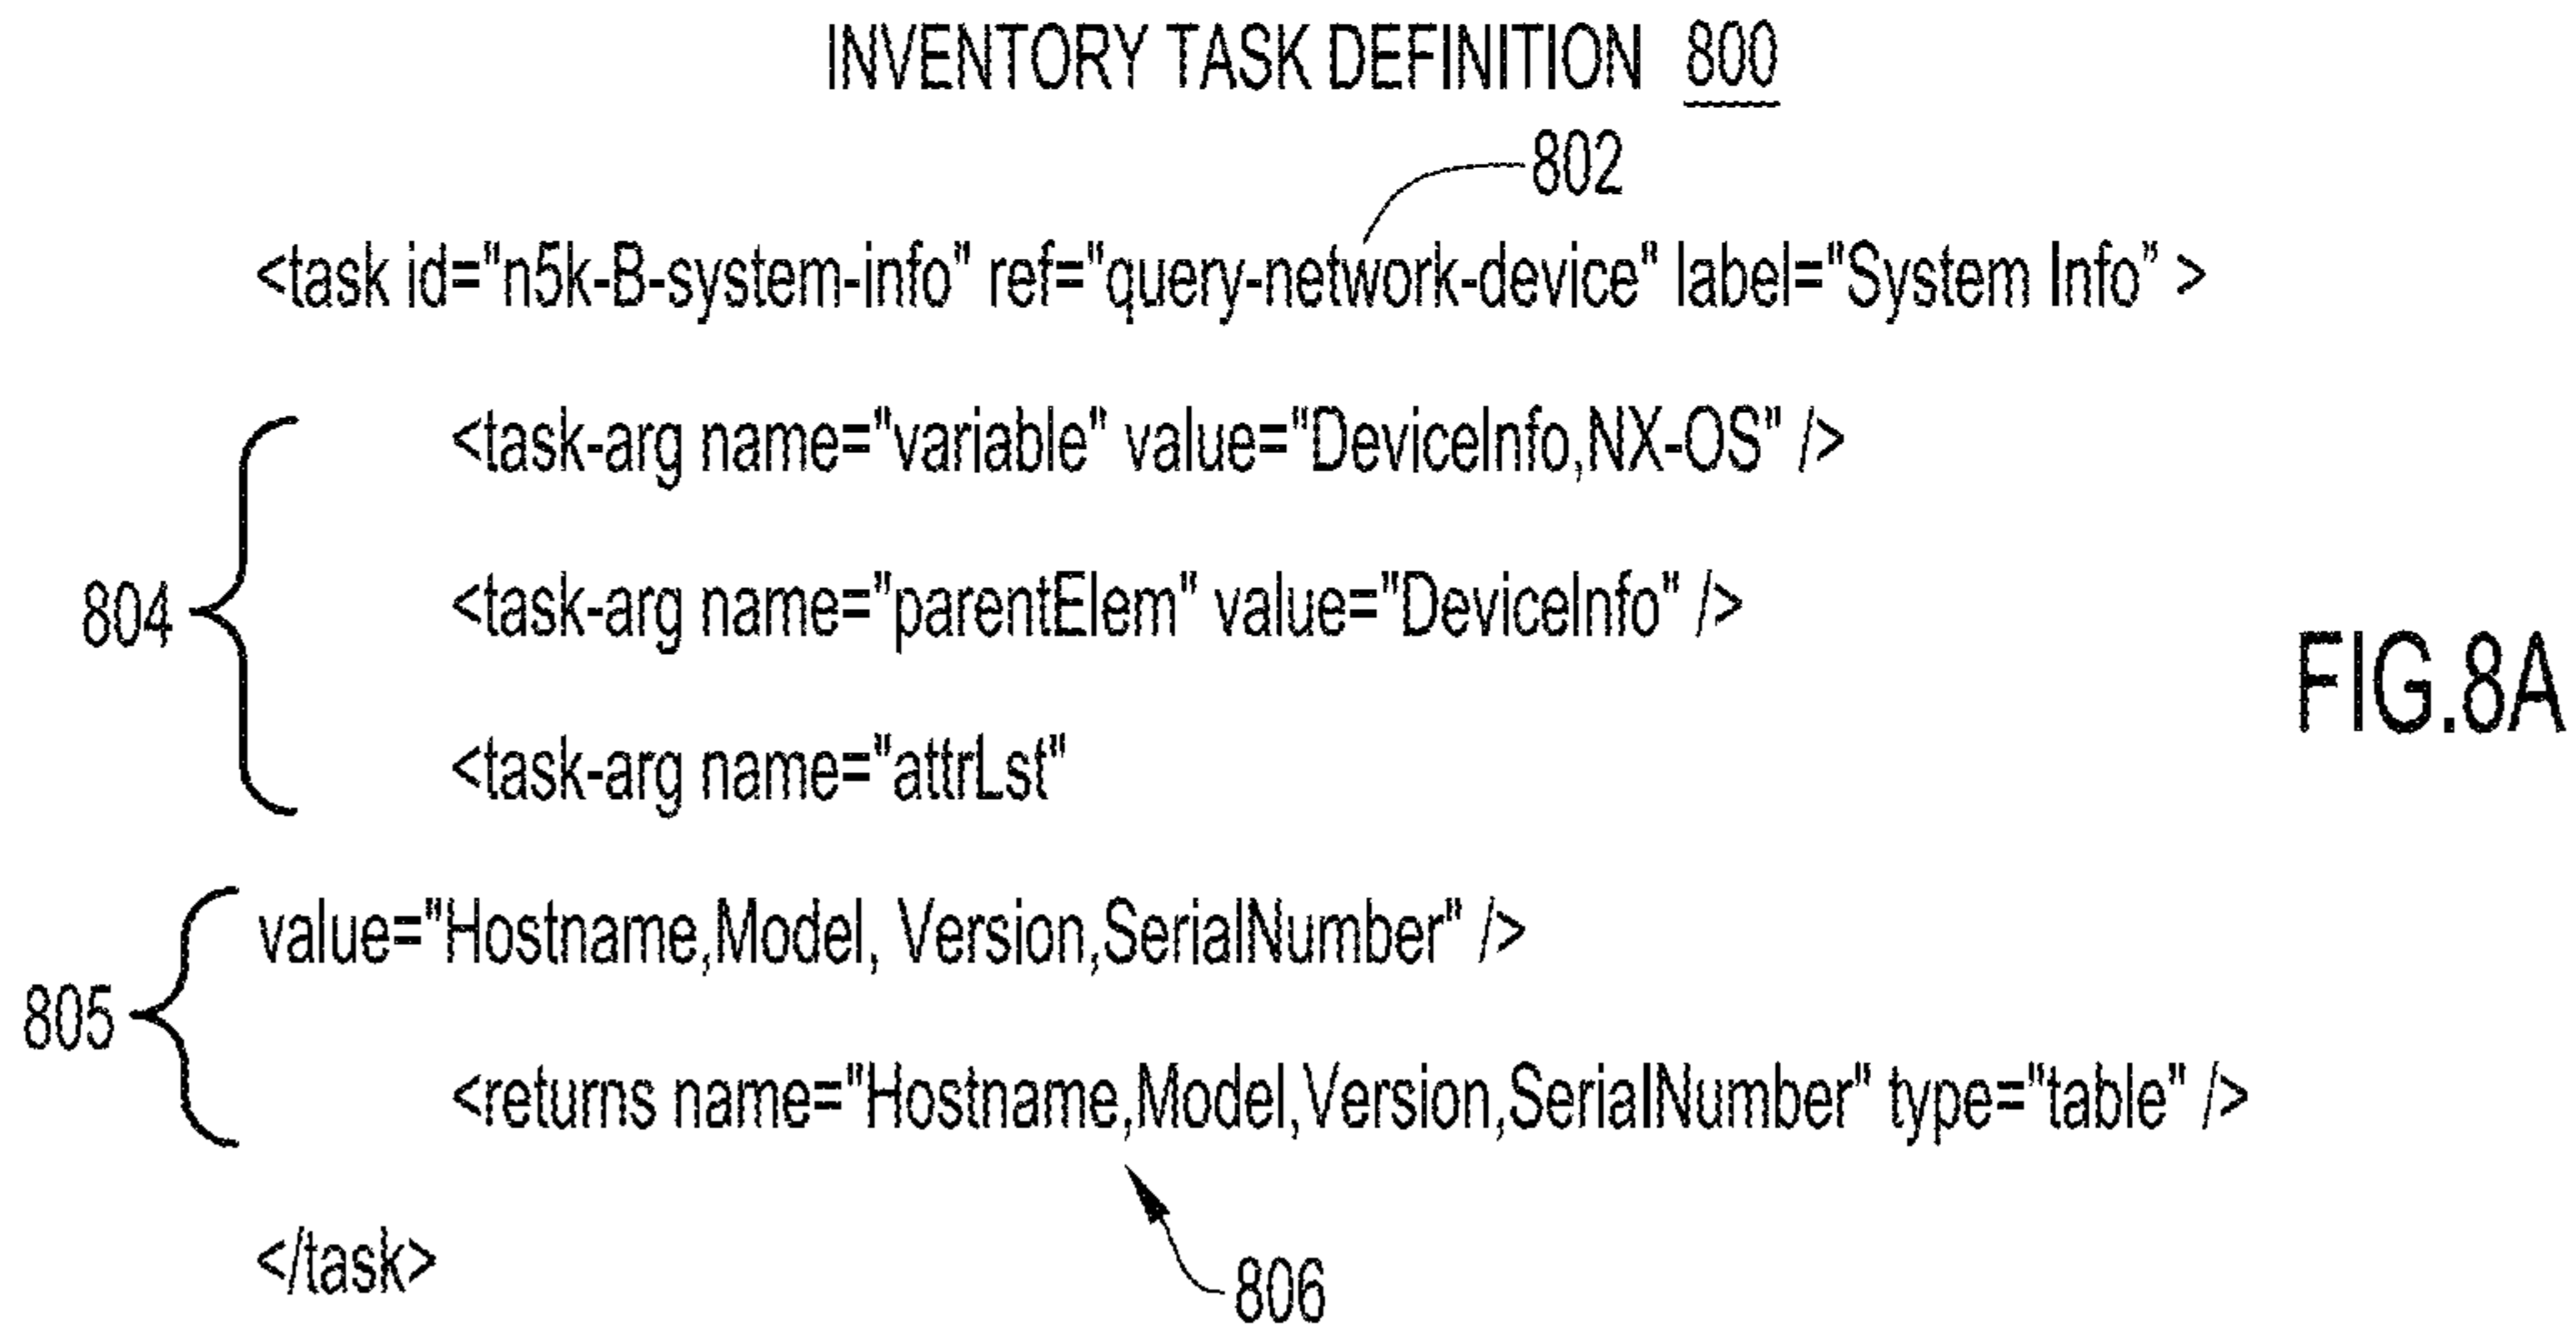 INVENTORY TASK DEFINITION 800
802
<task id="n5k-B-system-info" ref="query-network-device" label="System Info" >
<task-arg name="variable" value="DeviceInfo,NX-OS" />
804
<task-arg name="parentElem" value="DeviceInfo" />
FIG.8A
<task-arg name="attrLst"
value="Hostname,Model, Version,SerialNumber" />
805
<returns name="Hostname,Model,Version,SerialNumber" type="table" />
</task>
806